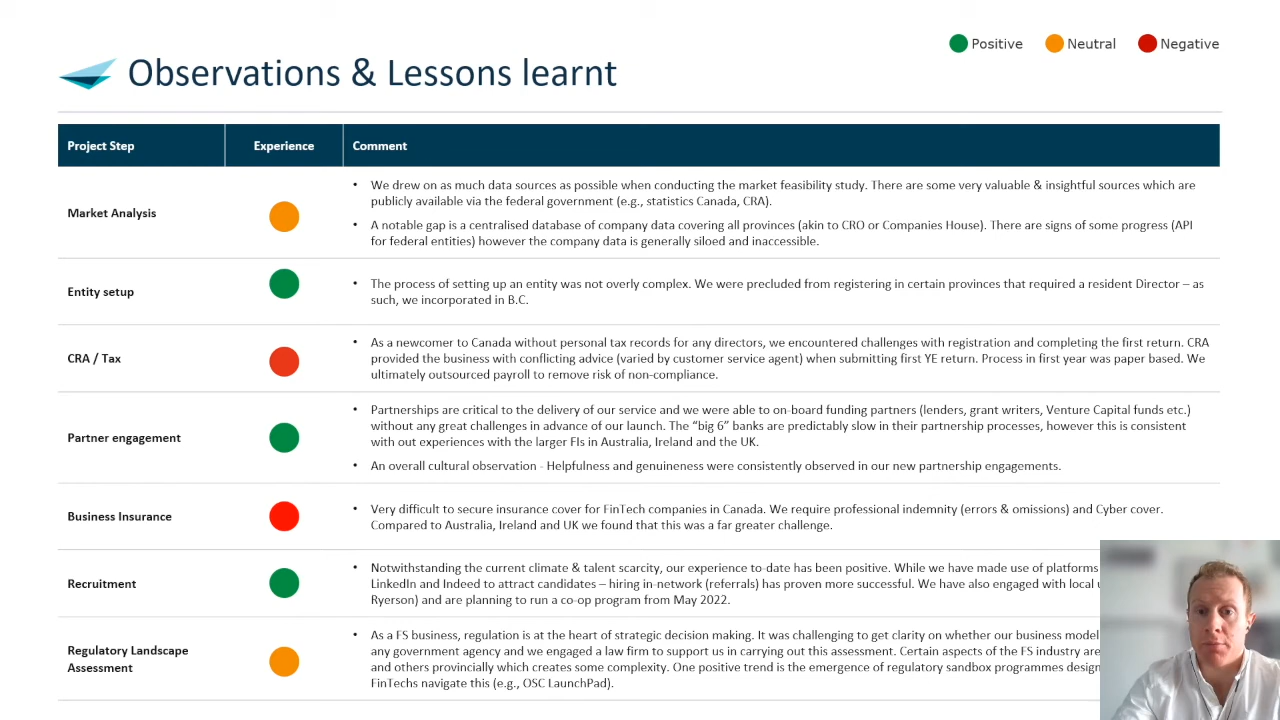 Positive Neutral Negative
Observations & Lessons learnt
Project Step Experience Comment
Market Analysis
• We drew on as much data sources as possible when conducting the market feasibility study. There are some very valuable & insightful sources which are
publicly available via the federal government (e.g., statistics Canada, CRA).
• A notable gap is a centralised database of company data covering all provinces (akin to CRO or Companies House). There are signs of some progress (API
for federal entities) however the company data is generally siloed and inaccessible.
Entity setup
• The process of setting up an entity was not overly complex. We were precluded from registering in certain provinces that required a resident Director – as
such, we incorporated in B.C.
CRA / Tax
• As a newcomer to Canada without personal tax records for any directors, we encountered challenges with registration and completing the first return. CRA
provided the business with conflicting advice (varied by customer service agent) when submitting first YE return. Process in first year was paper based. We
ultimately outsourced payroll to remove risk of non-compliance.
Partner engagement
• Partnerships are critical to the delivery of our service and we were able to on-board funding partners (lenders, grant writers, Venture Capital funds etc.)
without any great challenges in advance of our launch. The “big 6” banks are predictably slow in their partnership processes, however this is consistent
with out experiences with the larger FIs in Australia, Ireland and the UK.
• An overall cultural observation - Helpfulness and genuineness were consistently observed in our new partnership engagements.
Business Insurance
• Very difficult to secure insurance cover for FinTech companies in Canada. We require professional indemnity (errors & omissions) and Cyber cover.
Compared to Australia, Ireland and UK we found that this was a far greater challenge.
Recruitment
• Notwithstanding the current climate & talent scarcity, our experience to-date has been positive. While we have made use of platforms
LinkedIn and Indeed to attract candidates – hiring in-network (referrals) has proven more successful. We have also engaged with local
Ryerson) and are planning to run a co-op program from May 2022.
Regulatory Landscape
Assessment
• As a FS business, regulation is at the heart of strategic decision making. It was challenging to get clarity on whether our business model
any government agency and we engaged a law firm to support us in carrying out this assessment. Certain aspects of the FS industry are
and others provincially which creates some complexity. One positive trend is the emergence of regulatory sandbox programmes
FinTechs navigate this (e.g., OSC LaunchPad).